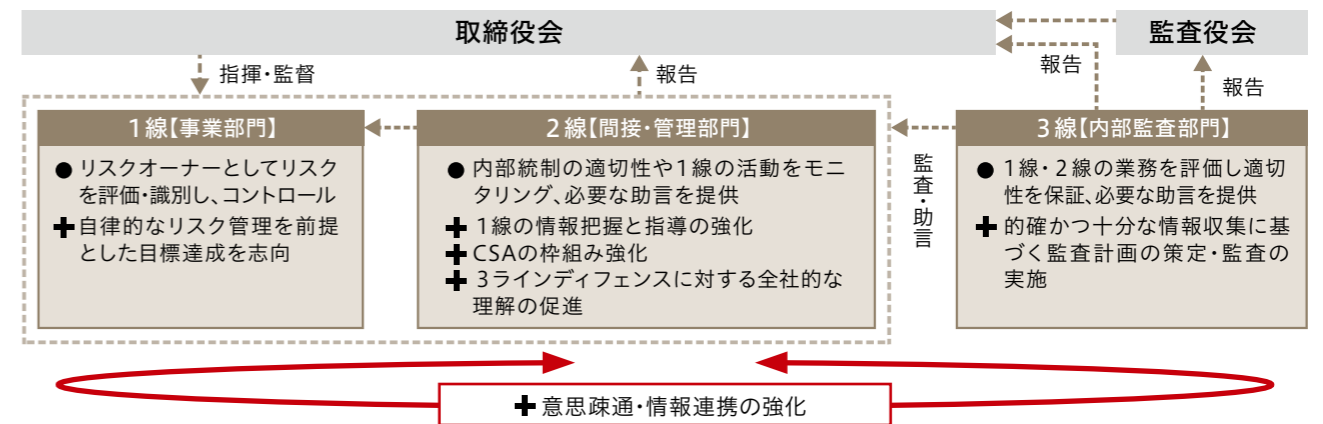 取締役会
監査役会
指揮・監督
報告
報告
報告
1線【事業部門】
●リスクオーナーとしてリスク
を評価・識別し、コントロール
✚自律的なリスク管理を前提
とした目標達成を志向
2線【間接・管理部門】
●内部統制の適切性や1線の活動をモニ
タリング、必要な助言を提供
✚1線の情報把握と指導の強化
✚CSAの枠組み強化
✚3ラインディフェンスに対する全社的な
理解の促進
監査・助言
3線【内部監査部門】
●1線・2線の業務を評価し適切
性を保証、必要な助言を提供
✚的確かつ十分な情報収集に基
づく監査計画の策定・監査の
実施
✚意思疎通・情報連携の強化